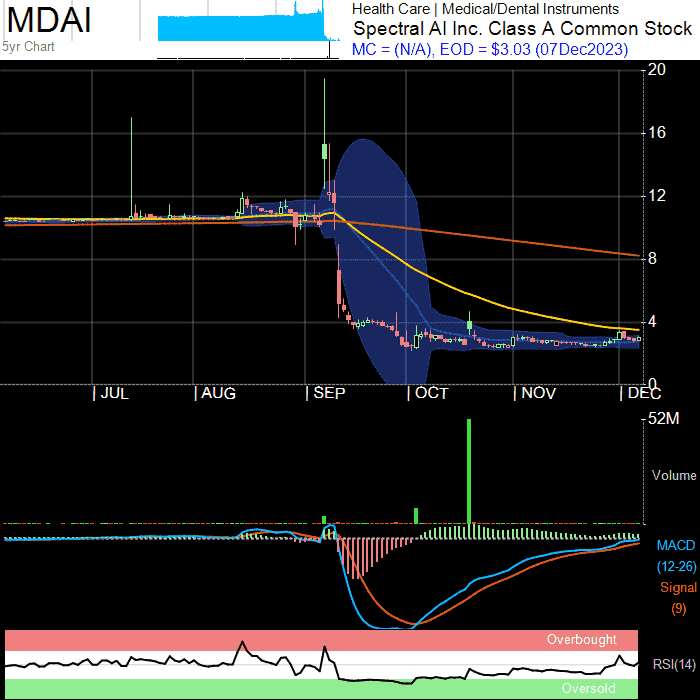 MDAI
5yr Chart
Health Care | Medical/Dental Instruments
Spectral AI Inc. Class A Common Stock
MC = (N/A), EOD = $3.03 (07Dec2023)
20
16
12
8
4
0
JUL
AUG
SEP
OCT
NOV
DEC
52M
Volume
MACD
(12-26)
Signal
(9)
Overbought
RSI(14)
Oversold